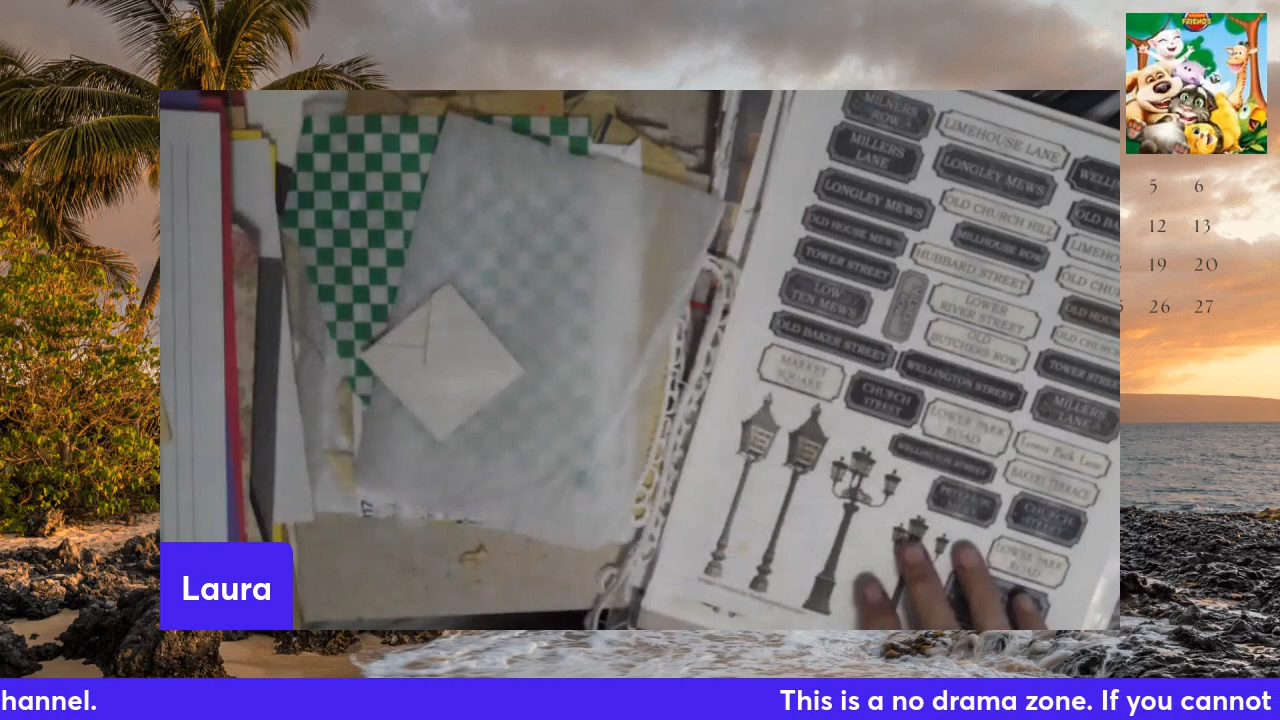 FRIENDS
5 6
12 13
19 20
26 27
MILNERS
ROW
LIMEHOUSE LANE
MILLERS
LANE
LONGLEY MEWS
LONGLEY MEWS
OLD CHURCH HILL
OLD HOUSE MEWS
MILLHOUSE ROW
TOWER STREET
HUBBARD STREET
LOW
TEN MEWS
LOWER
RIVER STREET
OLD
BUTCHERS ROW
OLD BAKER STREET
WELLINGTON STREET
MARKET
SQUARE
CHURCH
STREET
LOWER PARK
ROAD
MILLERS
LANE
Lower Park Lane
WELLINGTON STREET
BAKERS TERRACE
CHURCH
STREET
LOWER PARK
ROAD
17
Laura
hannel.
This is a no drama zone. If you cannot